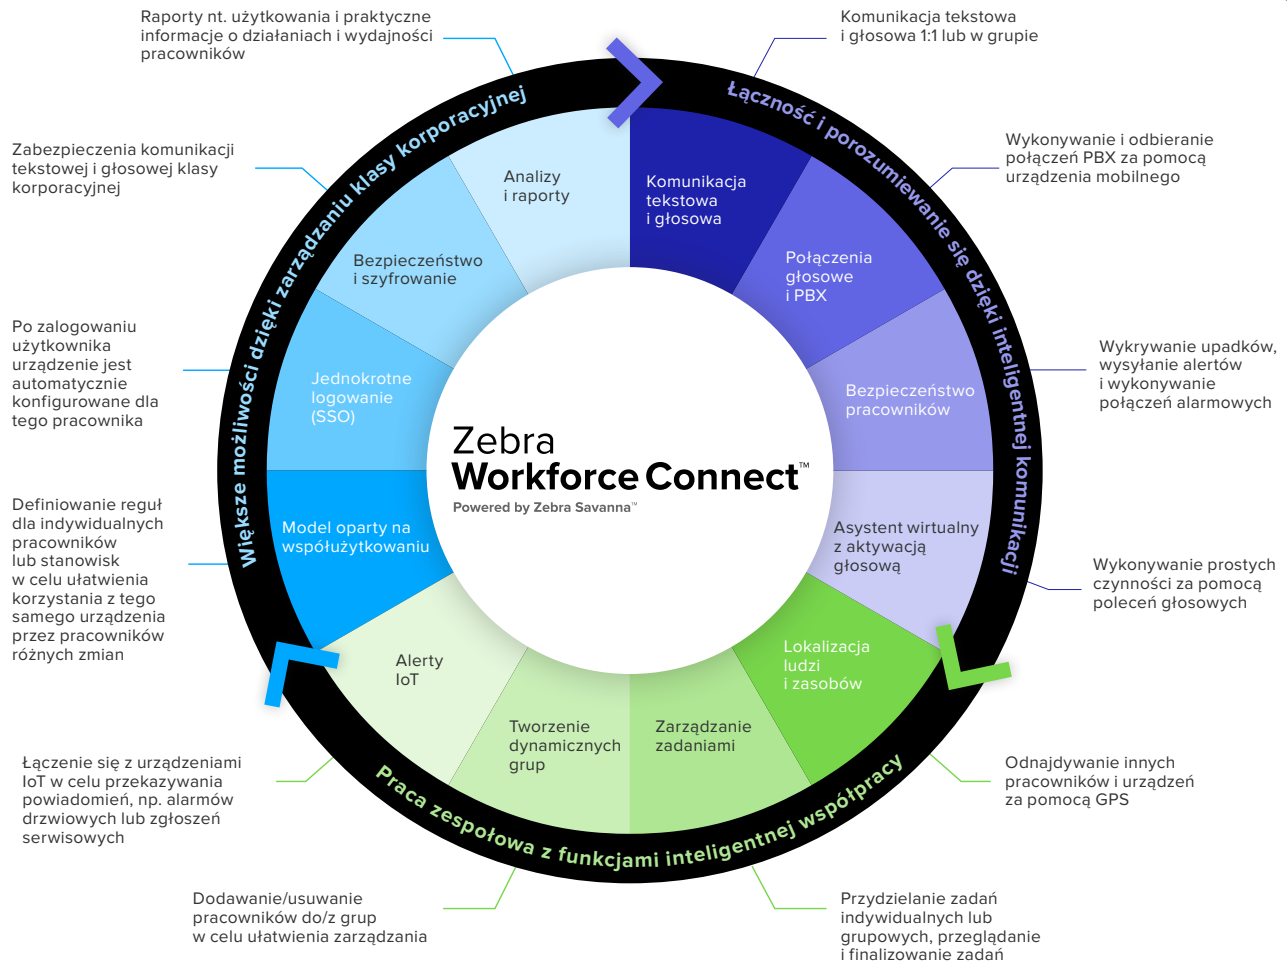 Raporty nt. użytkowania i praktyczne
informacje o działaniach i wydajności
pracowników
Komunikacja tekstowa
i głosowa 1:1 lub w grupie
Zabezpieczenia komunikacji
tekstowej i głosowej klasy
korporacyjnej
Wykonywanie i odbieranie
połączeń PBX za pomocą
urządzenia mobilnego
Po zalogowaniu
użytkownika
urządzenie jest
automatycznie
konfigurowane dla
tego pracownika
Wykrywanie upadków,
wysyłanie alertów
i wykonywanie
połączeń alarmowych
Definiowanie reguł
dla indywidualnych
pracowników
lub stanowisk
w celu ułatwienia
korzystania z tego
samego urządzenia
przez pracowników
różnych zmian
Wykonywanie prostych
czynności za pomocą
poleceń głosowych
Łączenie się z urządzeniami
IoT w celu przekazywania
powiadomień, np. alarmów
drzwiowych lub zgłoszeń
serwisowych
Odnajdywanie innych
pracowników i urządzeń
za pomocą GPS
Dodawanie/usuwanie
pracowników do/z grup
w celu ułatwienia zarządzania
Przydzielanie zadań
indywidualnych lub
grupowych, przeglądanie
i finalizowanie zadań
Większe możliwości dzięki zarządzaniu klasy korporacyjnej
Łączność i porozumiewanie się dzięki inteligentnej komunikacji
Praca zespołowa z funkcjami inteligentnej współpracy
Analizy
i raporty
Komunikacja
tekstowa
i głosowa
Bezpieczeństwo
i szyfrowanie
Połączenia
głosowe
i PBX
Jednokrotne
logowanie
(SSO)
Bezpieczeństwo
pracowników
Model oparty na
współużytkowaniu
Asystent wirtualny
z aktywacją
głosową
Alerty
IoT
Lokalizacja
ludzi
i zasobów
Tworzenie
dynamicznych
grup
Zarządzanie
zadaniami
Zebra
Workforce Connect™
Powered by Zebra Savanna™